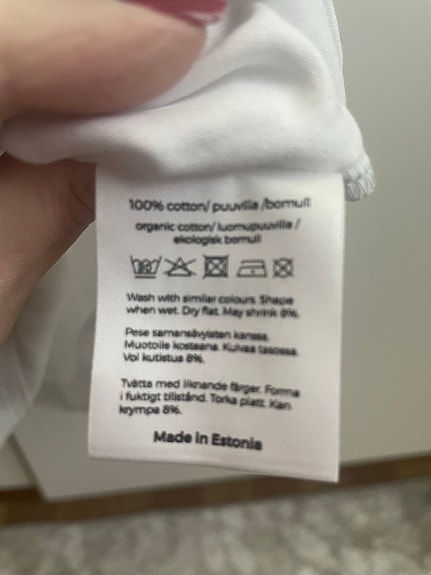 100% cotton/ puuvilla /bomull
organic cotton/ luomupuuvilla /
ekologisk bomull
Wash with similar colours. Shape
when wet. Dry flat. May shrink 8%.
Pese samansävyisten kanssa.
Muotoile kosteana. Kuivaa tasossa.
Voi kutistua 8%.
Tvätta med liknande färger. Forma
i fuktigt tillstånd. Torka platt. Kan
krympa 8%.
Made in Estonia